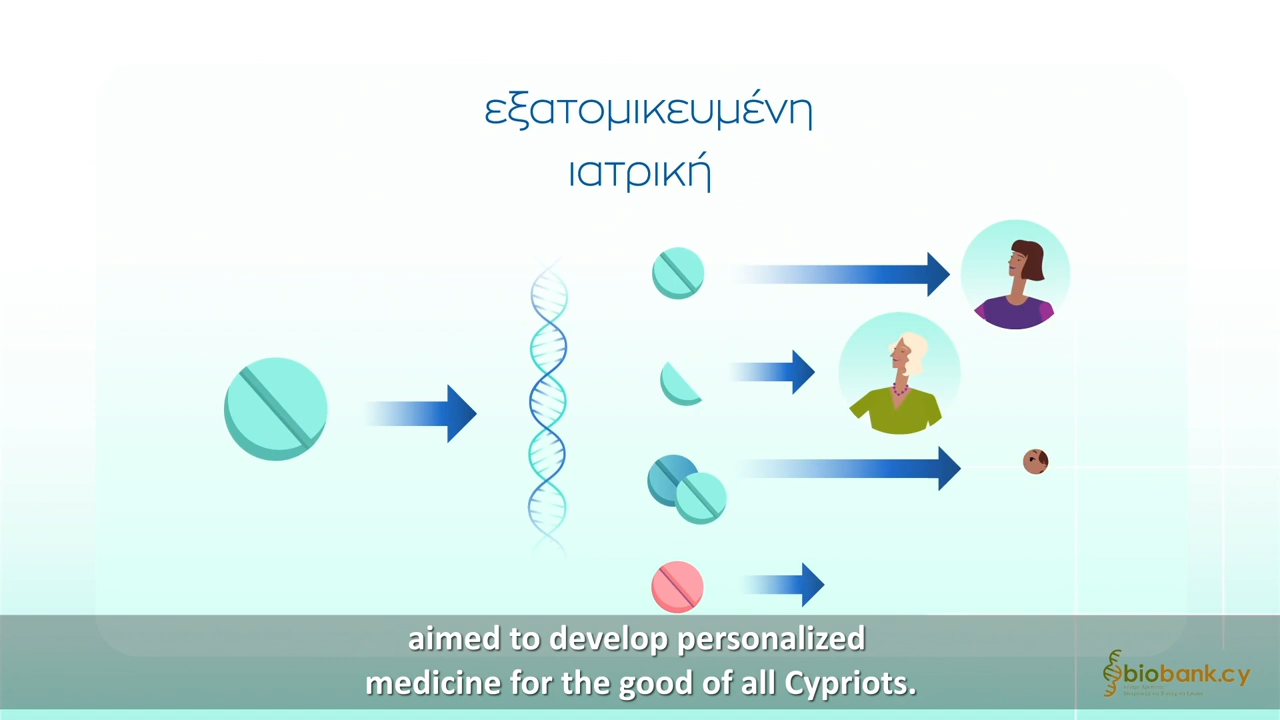 εξατομικευμένη
ιατρική
aimed to develop personalized
medicine for the good of all Cypriots.
biobank.cy